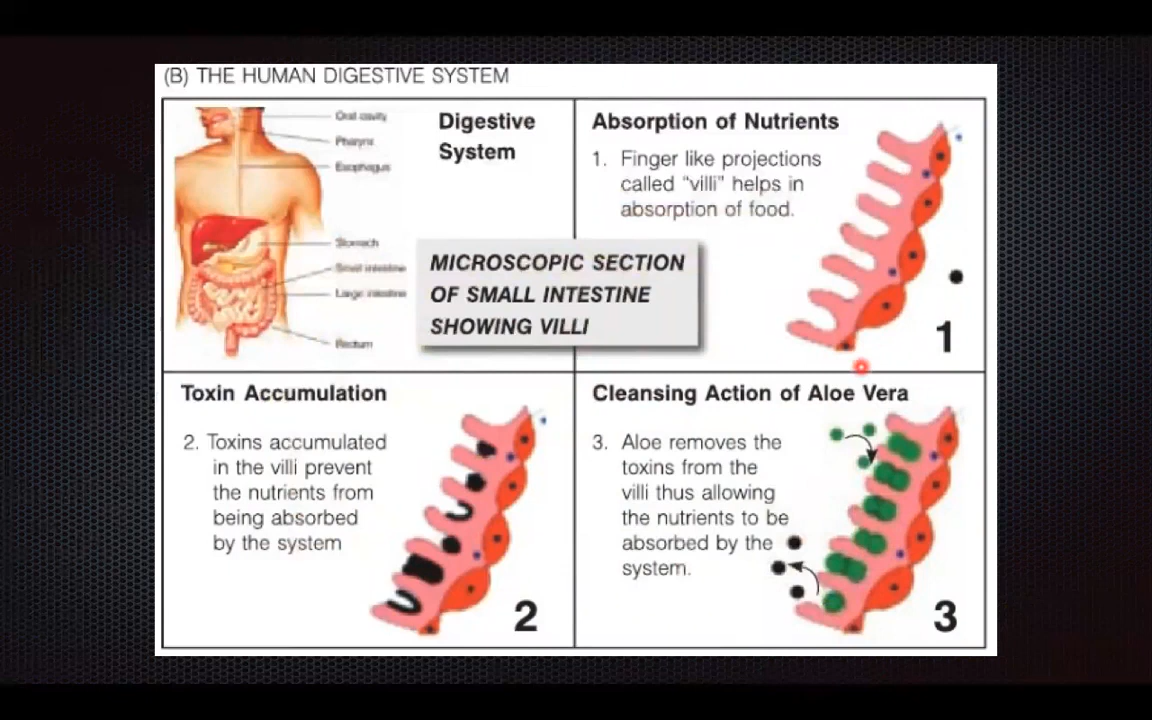 (B) THE HUMAN DIGESTIVE SYSTEM
Digestive
System
Oral cavity
Pharynx
Esophagus
Stomach
Small intestine
Large intestine
Rectum
Absorption of Nutrients
1. Finger like projections
called “villi” helps in
absorption of food.
1
MICROSCOPIC SECTION
OF SMALL INTESTINE
SHOWING VILLI
Toxin Accumulation
2. Toxins accumulated
in the villi prevent
the nutrients from
being absorbed
by the system
2
Cleansing Action of Aloe Vera
3. Aloe removes the
toxins from the
villi thus allowing
the nutrients to be
absorbed by the
system.
3